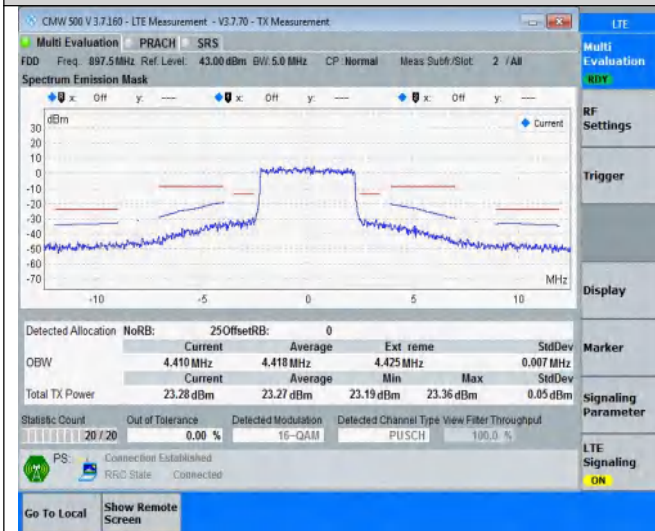 CMW 500 V 3.7.160 - LTE Measurement - V3.7.70 - TX Measurement
LTE
Multi Evaluation PRACH SRS
FDD Freq: 897.5 MHz Ref. Level: 43.00 dBm BW: 5.0 MHz CP: Normal Meas Subfr./Slot: 2 /All
Spectrum Emission Mask
x: Off y: --- x: Off y: --- x: Off y: ---
dBm
Current
30
20
10
0
-10
-20
-30
-40
-50
-60
-70
MHz
-10 -5 0 5 10
Detected Allocation NoRB: 25 OffsetRB: 0
Current Average Ext reme StdDev
OBW 4.410 MHz 4.418 MHz 4.425 MHz 0.007 MHz
Current Average Min Max StdDev
Total TX Power 23.28 dBm 23.27 dBm 23.19 dBm 23.36 dBm 0.05 dBm
Statistic Count Out of Tolerance Detected Modulation Detected Channel Type View Filter Throughput
20 / 20 0.00 % 16-QAM PUSCH 100.0 %
PS: Connection Established
RRC State Connected
Multi
Evaluation
RDY
RF
Settings
Trigger
Display
Marker
Signaling
Parameter
LTE
Signaling
ON
Go To Local
Show Remote
Screen